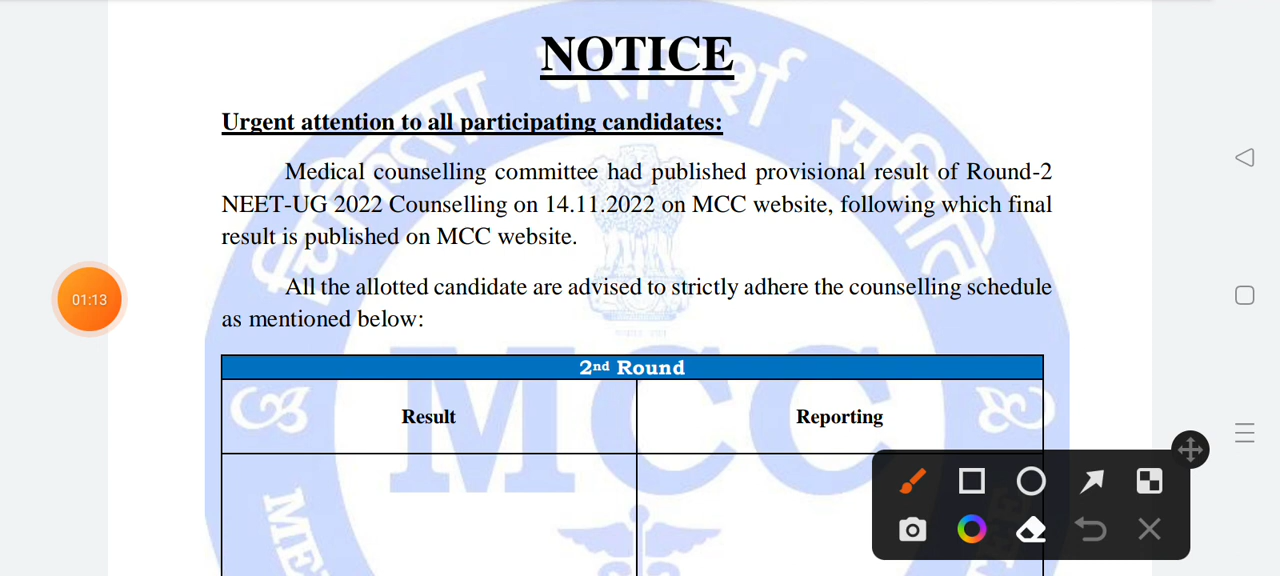 NOTICE
Urgent attention to all participating candidates:
Medical counselling committee had published provisional result of Round-2
NEET-UG 2022 Counselling on 14.11.2022 on MCC website, following which final
result is published on MCC website.
All the allotted candidate are advised to strictly adhere the counselling schedule
as mentioned below:
01:13
2nd Round
Result
Reporting
चिकित्सा परामर्श समिति
MCC